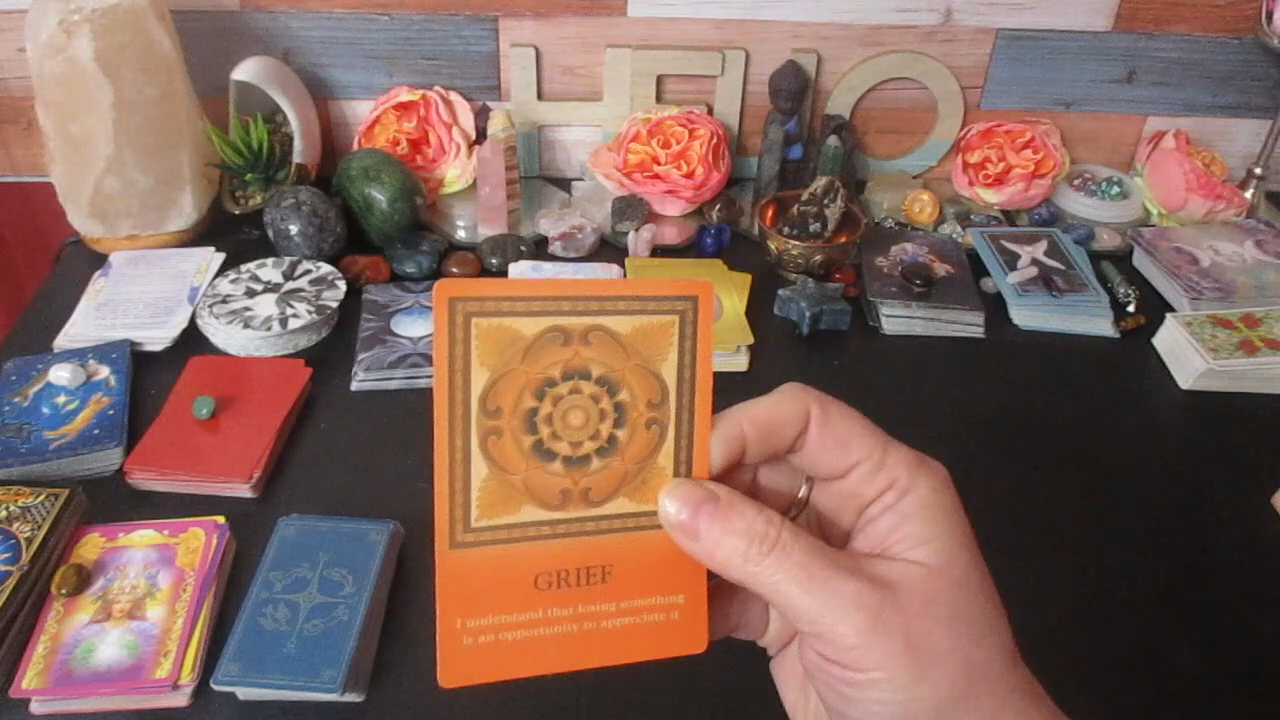 HELLO
GRIEF
I understand that losing something
is an opportunity to appreciate it